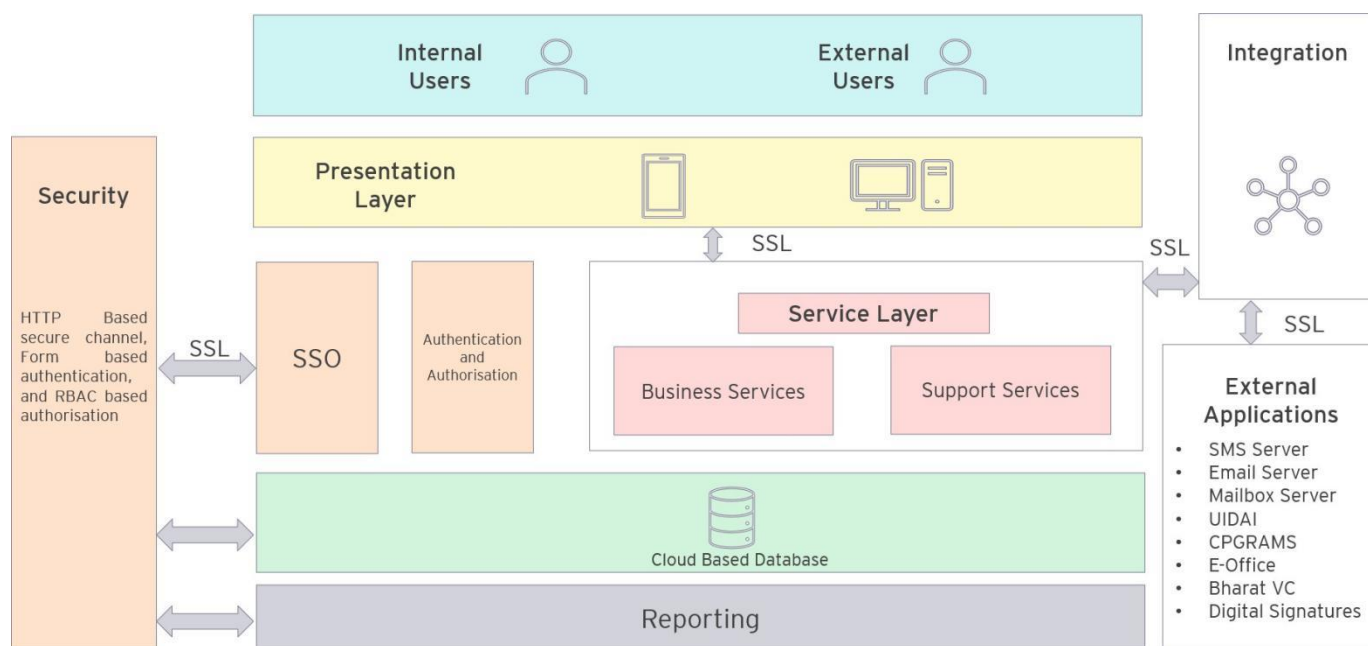 Internal
Users
External
Users
Integration
Security
HTTP Based
secure channel,
Form based
authentication,
and RBAC based
authorisation
Presentation
Layer
SSL
SSL
SSL
SSL
SSO
Authentication
and
Authorisation
Service Layer
Business Services
Support Services
External
Applications
• SMS Server
• Email Server
• Mailbox Server
• UIDAI
• CPGRAMS
• E-Office
• Bharat VC
• Digital Signatures
Cloud Based Database
Reporting